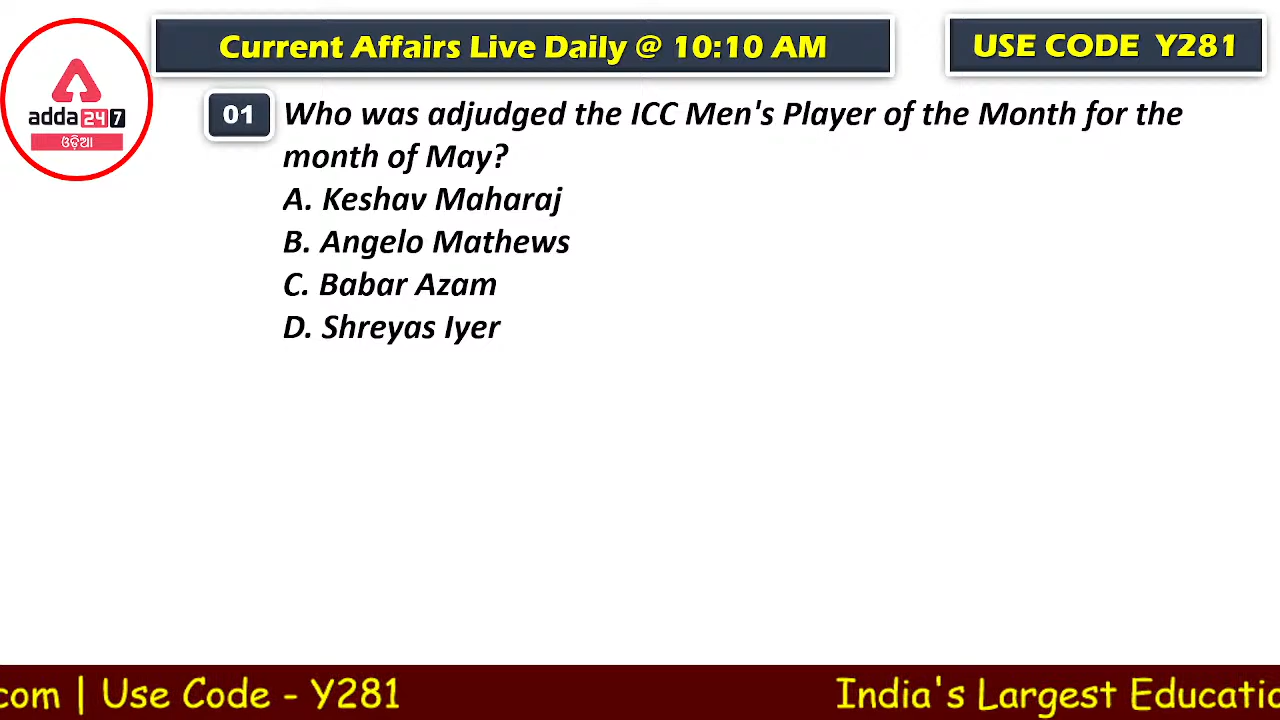 Current Affairs Live Daily @ 10:10 AM
USE CODE Y281
adda247
ଓଡ଼ିଆ
01
Who was adjudged the ICC Men's Player of the Month for the
month of May?
A. Keshav Maharaj
B. Angelo Mathews
C. Babar Azam
D. Shreyas Iyer
com | Use Code - Y281
India's Largest Educatio